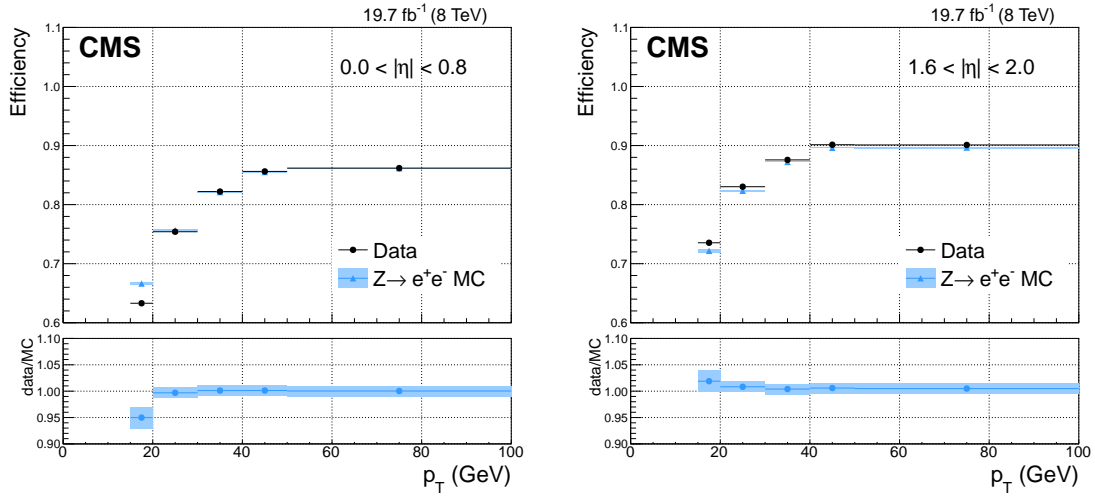 19.7 fb-1 (8 TeV)
CMS
0.0 < |η| < 0.8
Efficiency
1.1
1.0
0.9
0.8
0.7
0.6
Data
Z→ e+e- MC
data/MC
1.10
1.05
1.00
0.95
0.90
0 20 40 60 80 100
pT (GeV)
19.7 fb-1 (8 TeV)
CMS
1.6 < |η| < 2.0
Efficiency
1.1
1.0
0.9
0.8
0.7
0.6
Data
Z→ e+e- MC
data/MC
1.10
1.05
1.00
0.95
0.90
0 20 40 60 80 100
pT (GeV)